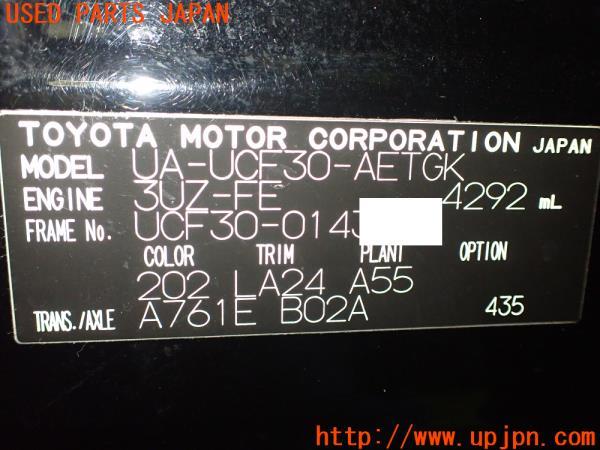 USED PARTS JAPAN
TOYOTA MOTOR CORPORATION JAPAN
MODEL UA-UCF30-AETGK
ENGINE 3UZ-FE 4292 mL
FRAME No. UCF30-014
COLOR TRIM PLANT OPTION
202 LA24 A55
TRANS./AXLE A761E B02A 435
http://www.upjpn.com